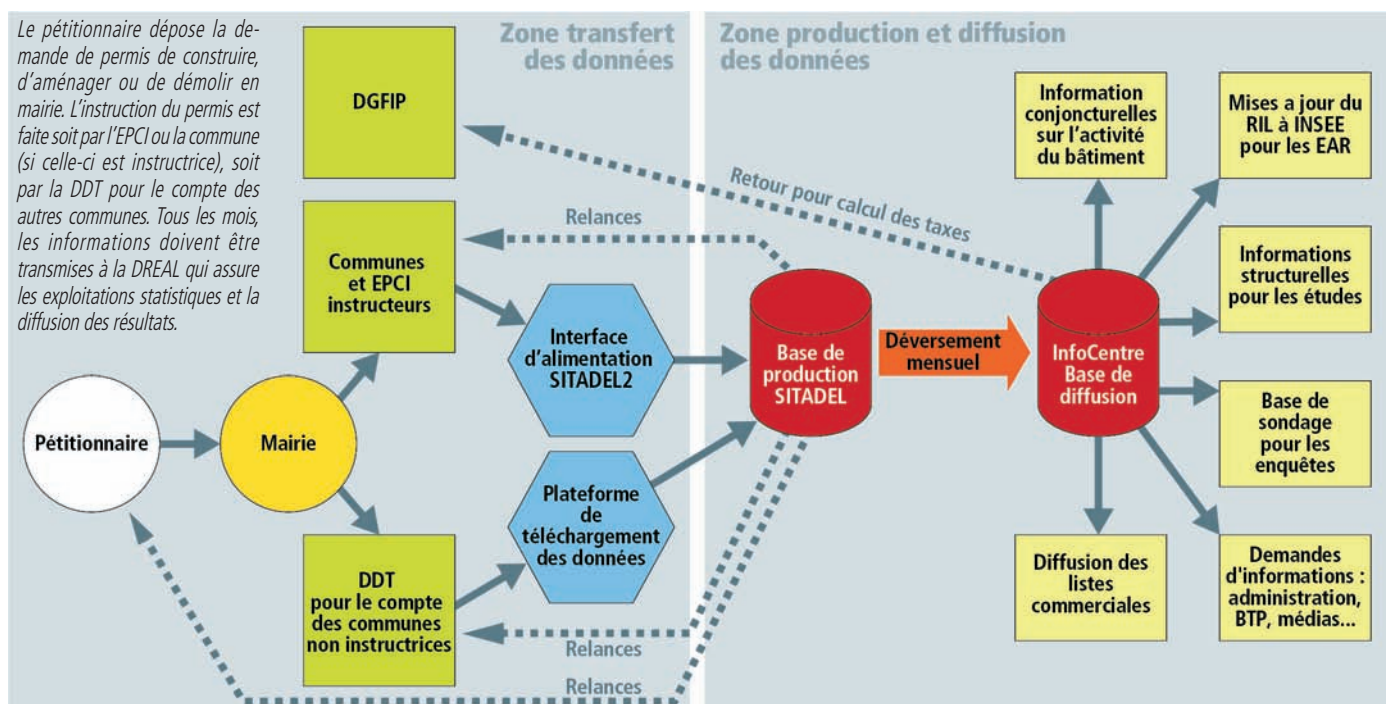 Le pétitionnaire dépose la de-
mande de permis de construire,
d'aménager ou de démolir en
mairie. L'instruction du permis est
faite soit par l'EPCI ou la commune
(si celle-ci est instructrice), soit
par la DDT pour le compte des
autres communes. Tous les mois,
les informations doivent être
transmises à la DREAL qui assure
les exploitations statistiques et la
diffusion des résultats.
Zone transfert
des données
Zone production et diffusion
des données
DGFIP
Communes
et EPCI
instructeurs
Pétitionnaire
Mairie
DDT
pour le compte
des communes
non instructrices
Interface
d'alimentation
SITADEL2
Plateforme
de
téléchargement
des données
Relances
Retour pour calcul des taxes
Base de
production
SITADEL
Déversement
mensuel
InfoCentre
Base de
diffusion
Relances
Relances
Information
conjoncturelles
sur l'activité
du bâtiment
Mises a jour du
RIL à INSEE
pour les EAR
Informations
structurelles
pour les études
Base de
sondage
pour les
enquêtes
Diffusion des
listes
commerciales
Demandes
d'informations :
administration,
BTP, médias...